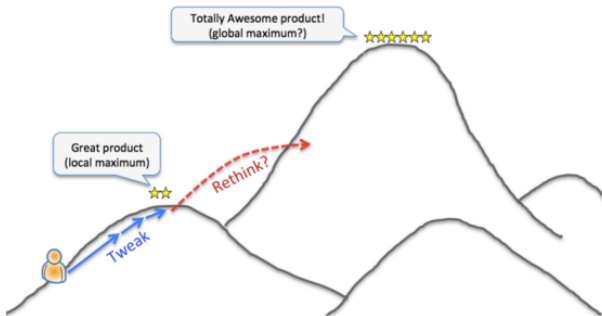 Totally Awesome product!
(global maximum?)
Great product
(local maximum)
Rethink?
Tweak